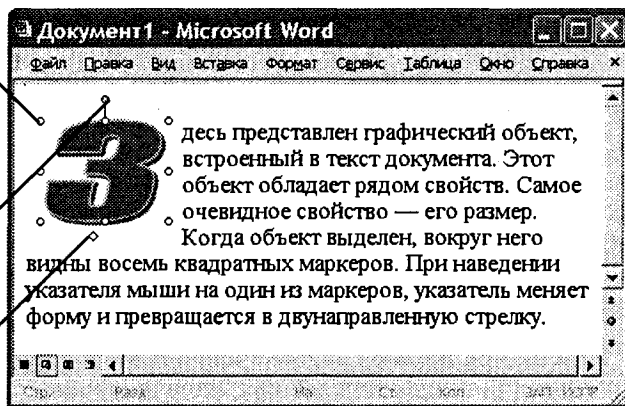 Документ1 - Microsoft Word
Файл Правка Вид Вставка Формат Сервис Таблица Окно Справка
Здесь представлен графический объект,
встроенный в текст документа. Этот
объект обладает рядом свойств. Самое
очевидное свойство — его размер.
Когда объект выделен, вокруг него
видны восемь квадратных маркеров. При наведении
указателя мыши на один из маркеров, указатель меняет
форму и превращается в двунаправленную стрелку.